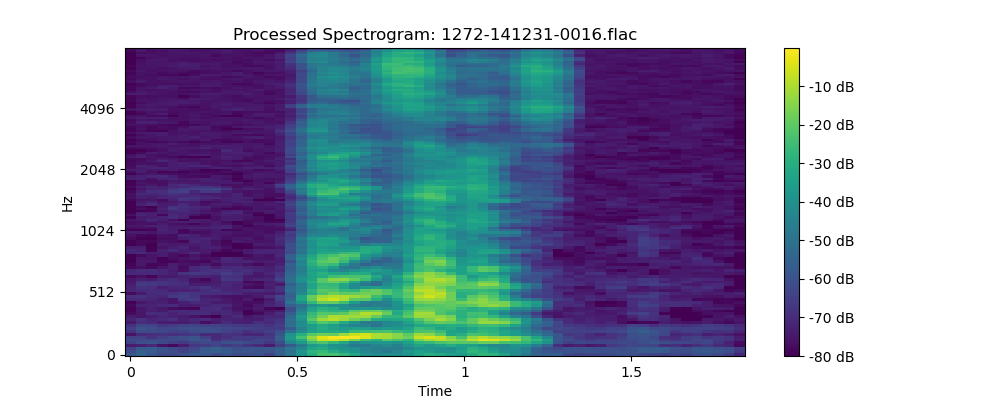 Processed Spectrogram: 1272-141231-0016.flac
Hz
4096
2048
1024
512
0
0
0.5
1
1.5
Time
-10 dB
-20 dB
-30 dB
-40 dB
-50 dB
-60 dB
-70 dB
-80 dB